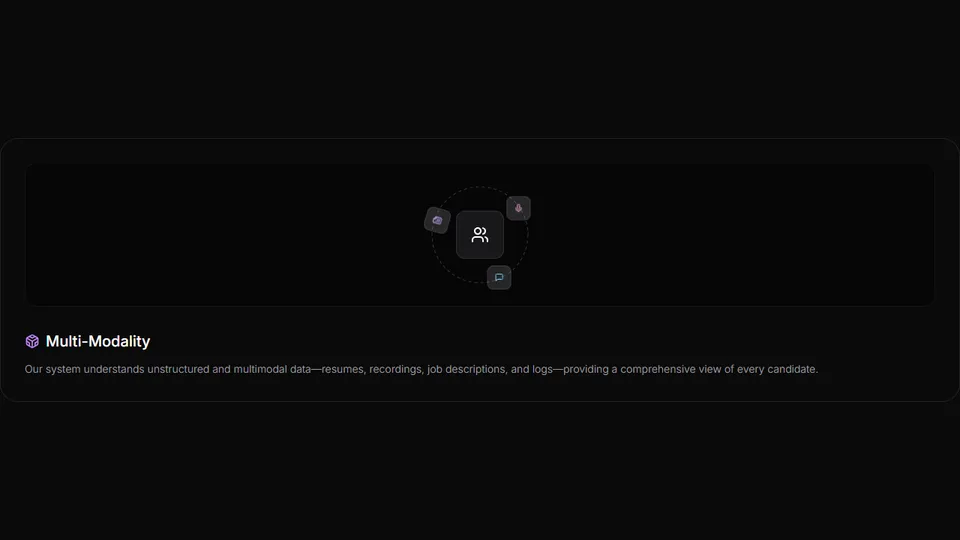 Multi-Modality
Our system understands unstructured and multimodal data—resumes, recordings, job descriptions, and logs—providing a comprehensive view of every candidate.